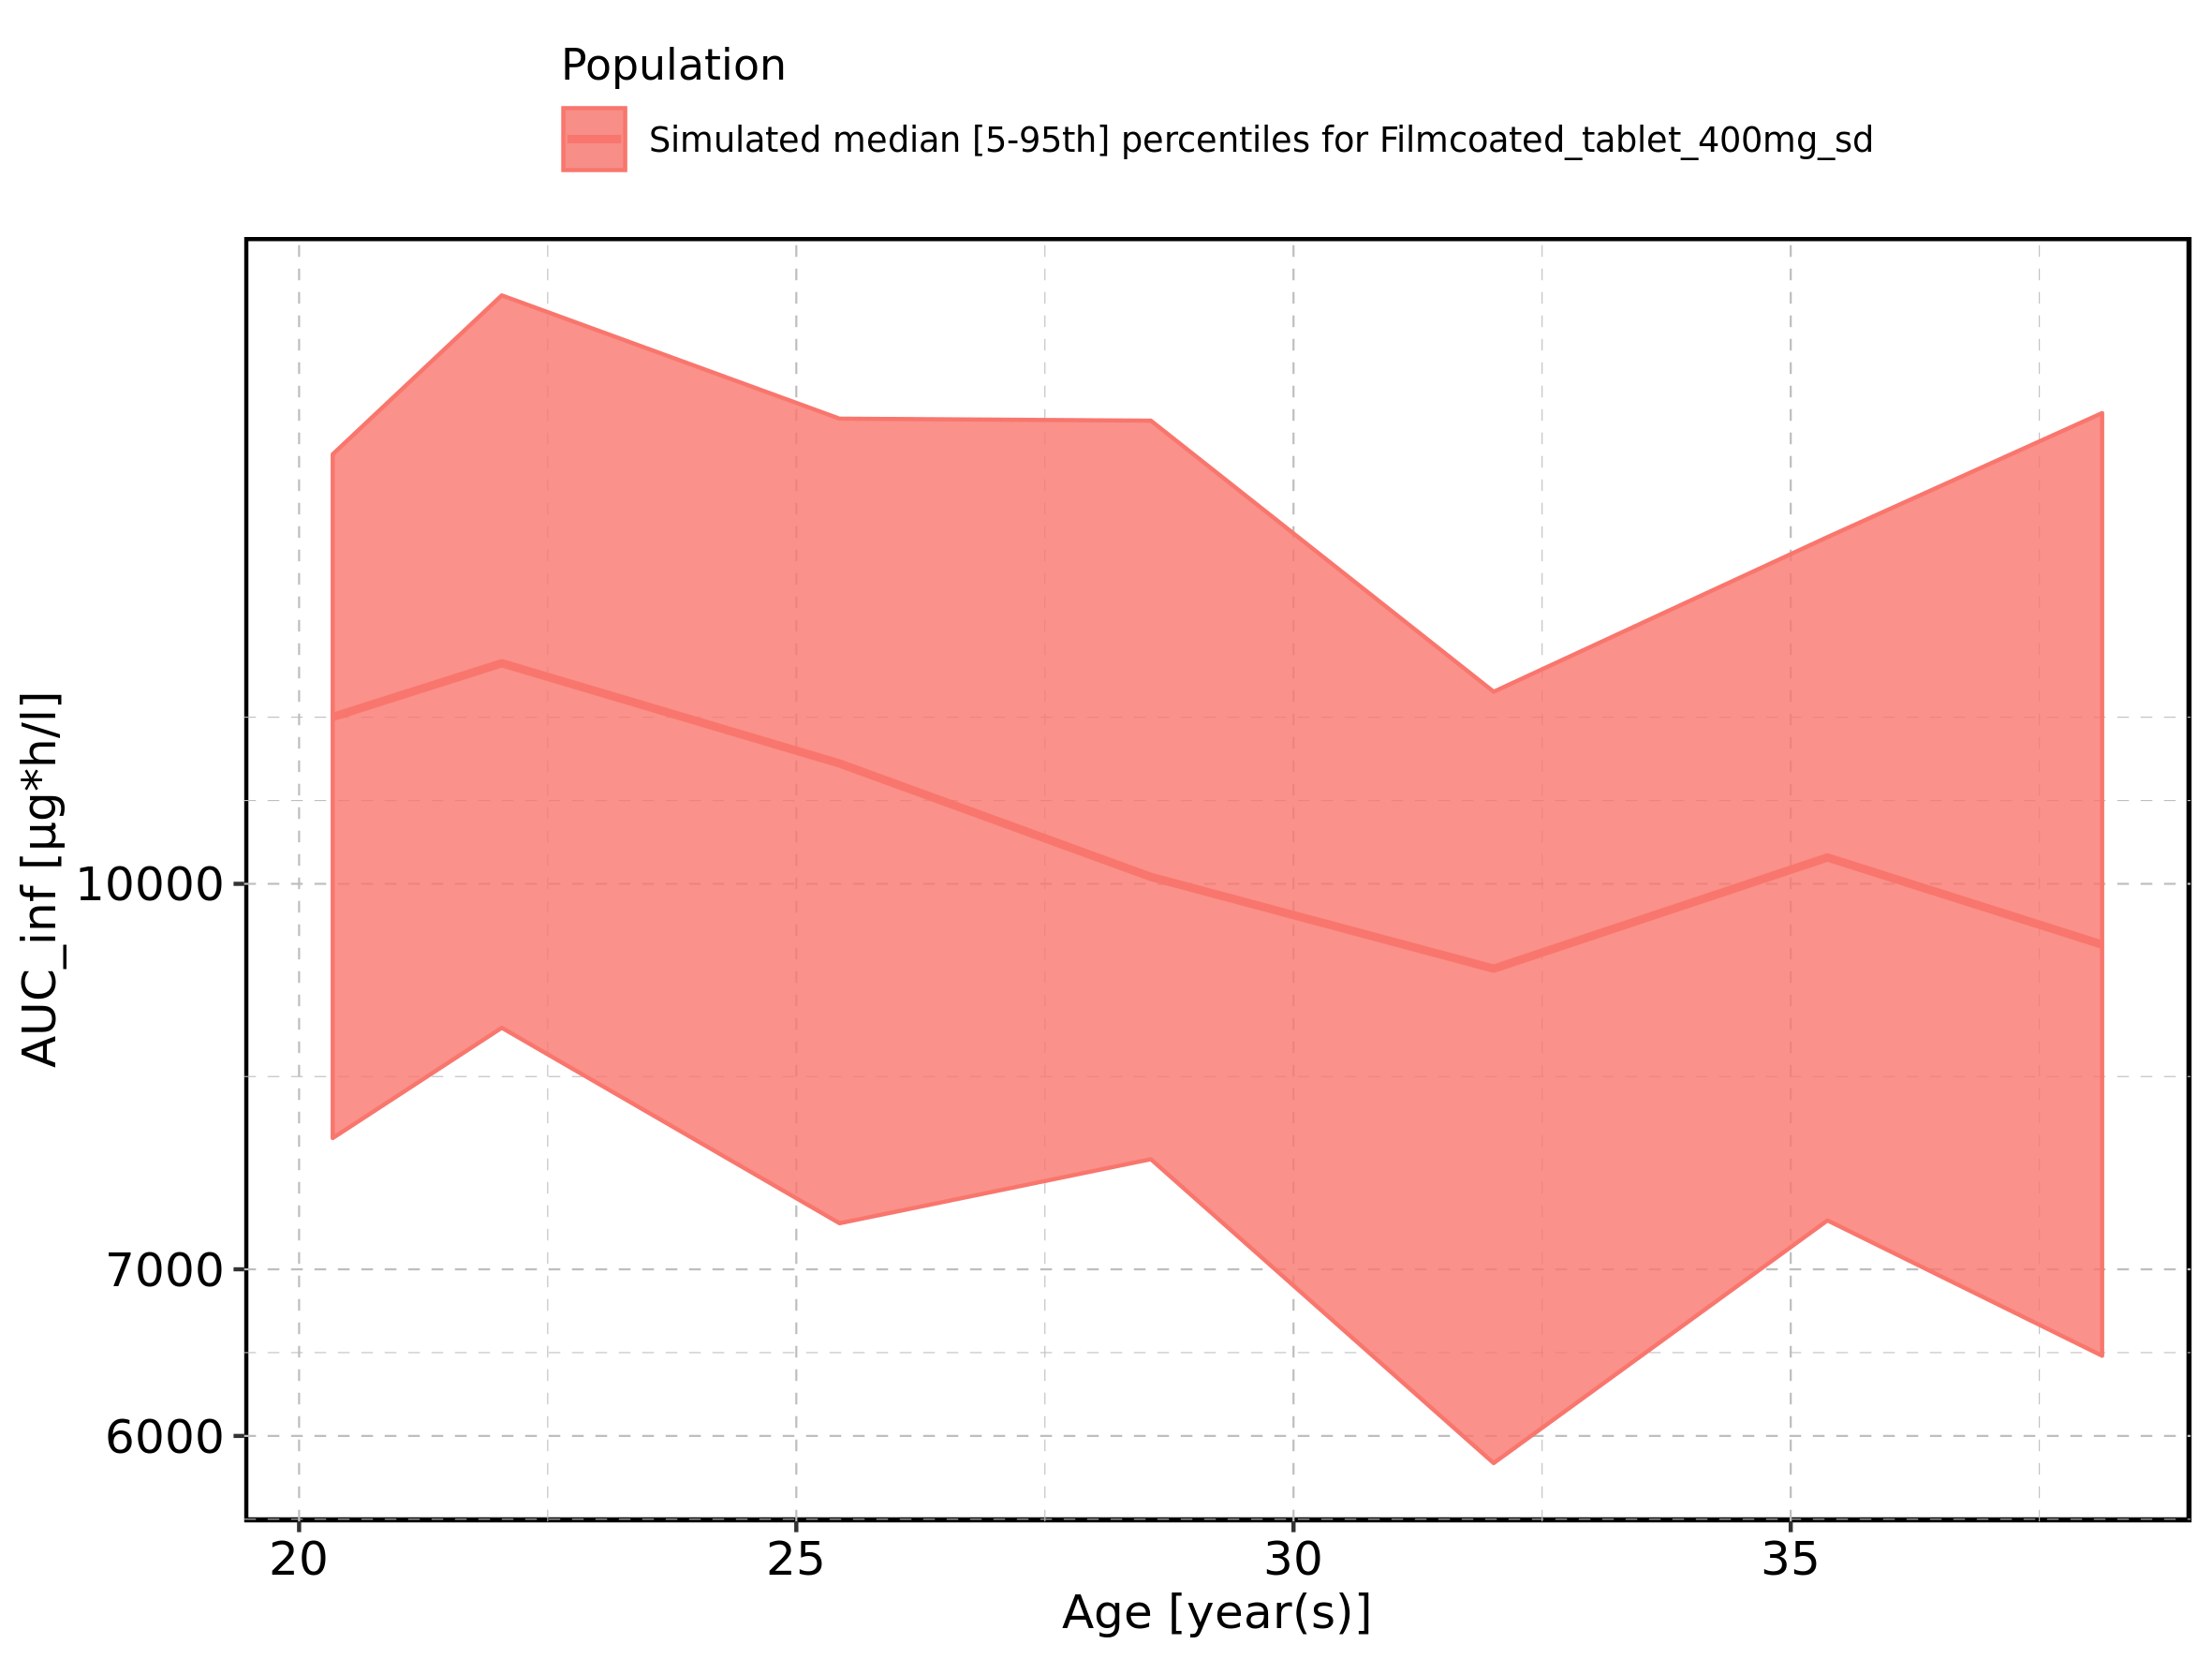 Population
Simulated median [5-95th] percentiles for Filmcoated_tablet_400mg_sd
AUC_inf [µg*h/l]
10000
7000
6000
20 25 30 35
Age [year(s)]